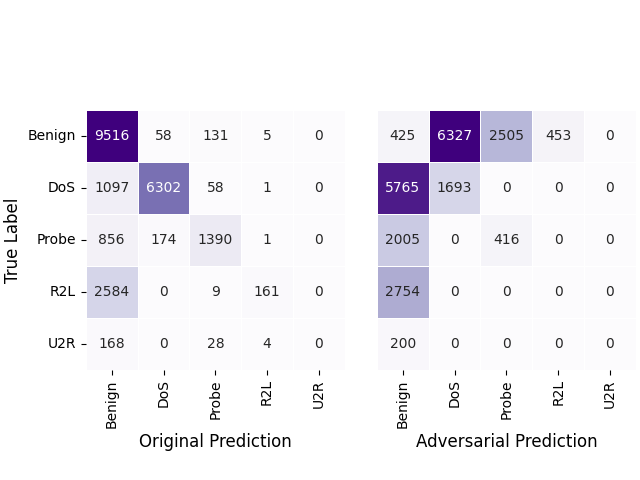 True Label
Benign 9516 58 131 5 0 425 6327 2505 453 0
DoS 1097 6302 58 1 0 5765 1693 0 0 0
Probe 856 174 1390 1 0 2005 0 416 0 0
R2L 2584 0 9 161 0 2754 0 0 0 0
U2R 168 0 28 4 0 200 0 0 0 0
Benign DoS Probe R2L U2R Benign DoS Probe R2L U2R
Original Prediction Adversarial Prediction